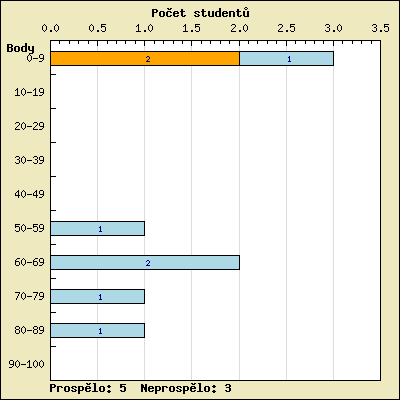 Počet studentů
0.0 0.5 1.0 1.5 2.0 2.5 3.0 3.5
Body
0-9 2 1
10-19
20-29
30-39
40-49
50-59 1
60-69 2
70-79 1
80-89 1
90-100
Prospělo: 5 Neprospělo: 3